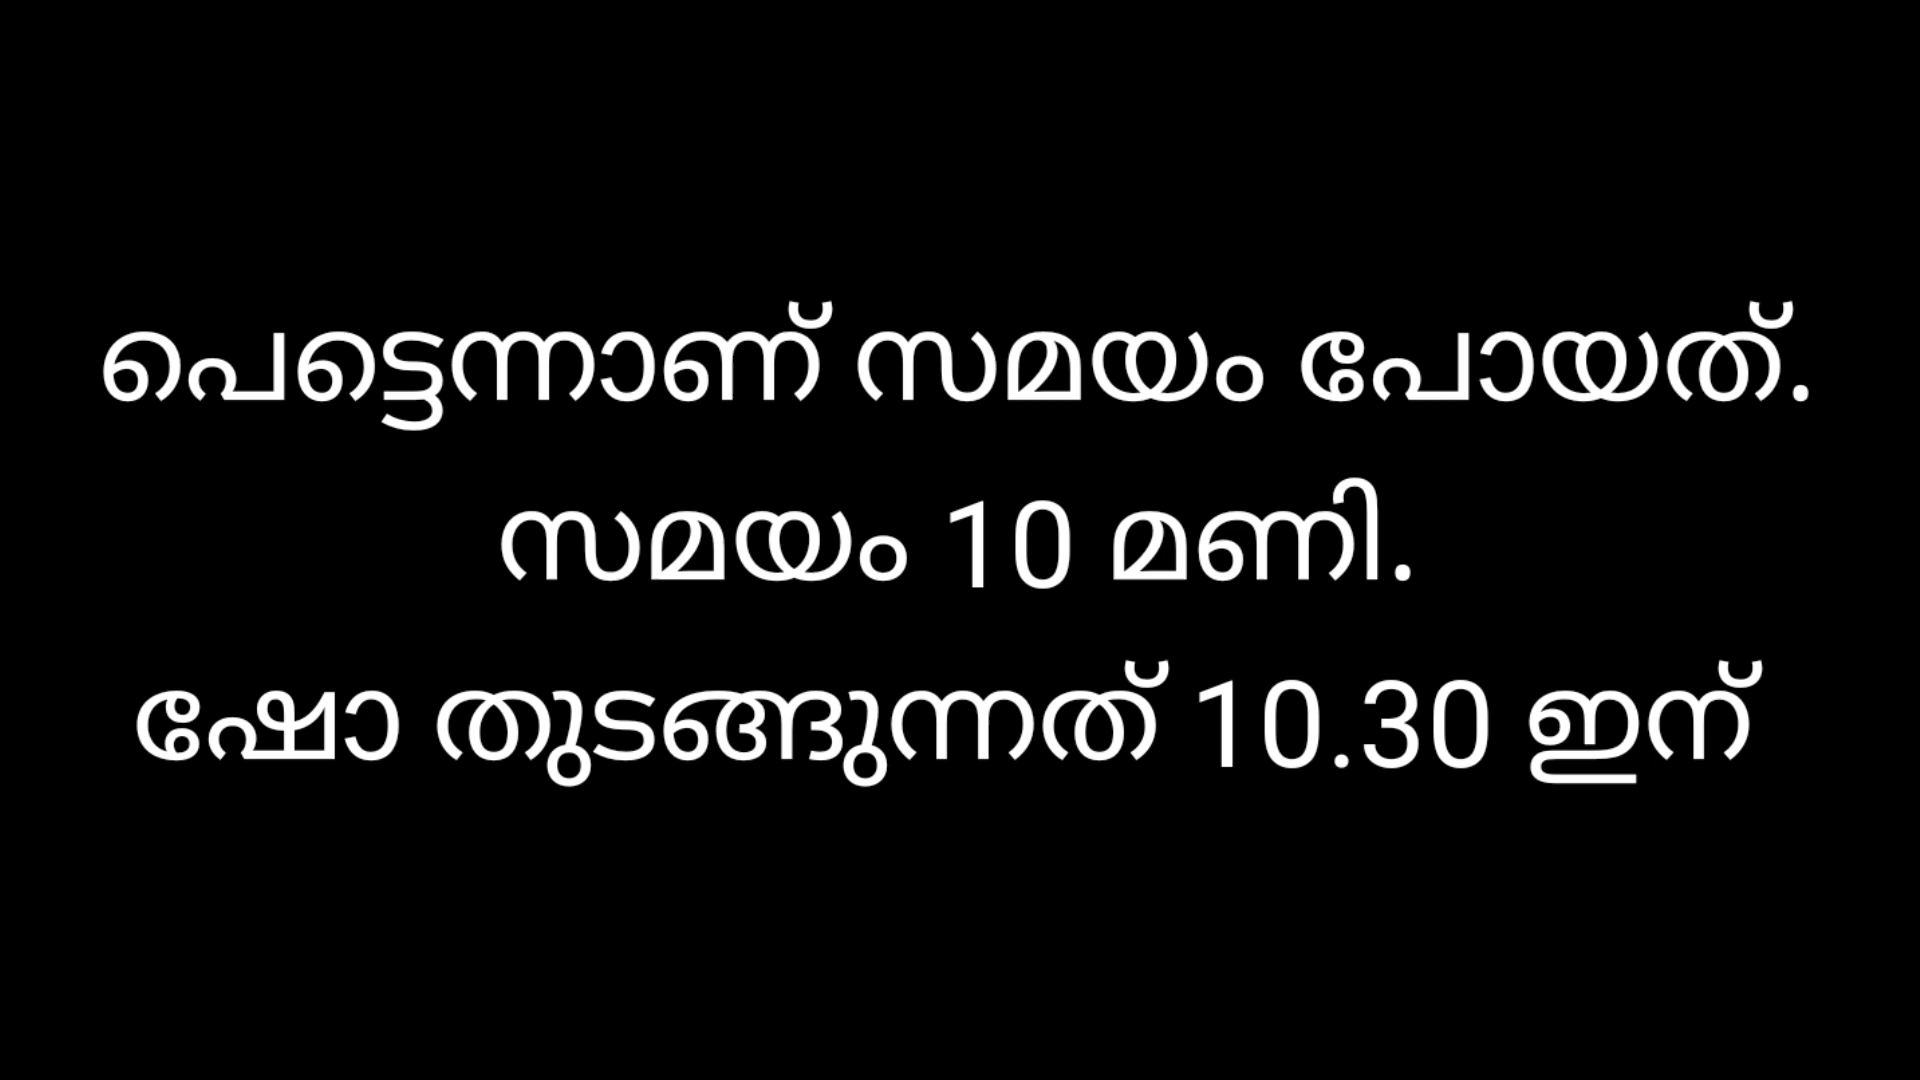 പെട്ടെന്നാണ് സമയം പോയത്.
സമയം 10 മണി.
ഷോ തുടങ്ങുന്നത് 10.30 ഇന്